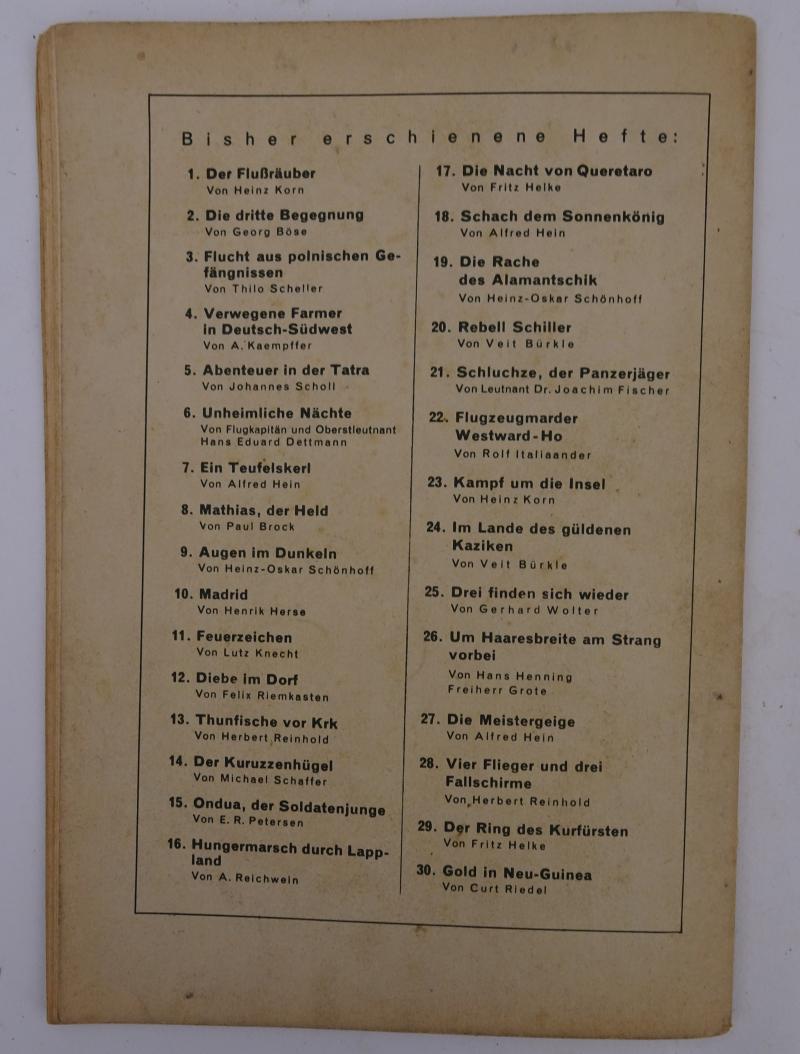 Bisher erschienene Hefte:
1. Der Flußräuber
Von Heinz Korn
2. Die dritte Begegnung
Von Georg Böse
3. Flucht aus polnischen Ge-
fängnissen
Von Thilo Scheller
4. Verwegene Farmer
in Deutsch-Südwest
Von A. Kaempffer
5. Abenteuer in der Tatra
Von Johannes Scholl
6. Unheimliche Nächte
Von Flugkapitän und Oberstleutnant
Hans Eduard Dettmann
7. Ein Teufelskerl
Von Alfred Hein
8. Mathias, der Held
Von Paul Brock
9. Augen im Dunkeln
Von Heinz-Oskar Schönhoff
10. Madrid
Von Henrik Herse
11. Feuerzeichen
Von Lutz Knecht
12. Diebe im Dorf
Von Felix Riemkasten
13. Thunfische vor Krk
Von Herbert Reinhold
14. Der Kuruzzenhügel
Von Michael Schaffer
15. Ondua, der Soldatenjunge
Von E. R. Petersen
16. Hungermarsch durch Lapp-
land
Von A. Reichwein
17. Die Nacht von Queretaro
Von Fritz Helke
18. Schach dem Sonnenkönig
Von Alfred Hein
19. Die Rache
des Alamantschik
Von Heinz-Oskar Schönhoff
20. Rebell Schiller
Von Veit Bürkle
21. Schluchze, der Panzerjäger
Von Leutnant Dr. Joachim Fischer
22. Flugzeugmarder
Westward-Ho
Von Rolf Italiaander
23. Kampf um die Insel
Von Heinz Korn
24. Im Lande des güldenen
Kaziken
Von Veit Bürkle
25. Drei finden sich wieder
Von Gerhard Wolter
26. Um Haaresbreite am Strang
vorbei
Von Hans Henning
Freiherr Grote
27. Die Meistergeige
Von Alfred Hein
28. Vier Flieger und drei
Fallschirme
Von Herbert Reinhold
29. Der Ring des Kurfürsten
Von Fritz Helke
30. Gold in Neu-Guinea
Von Curt Riedel